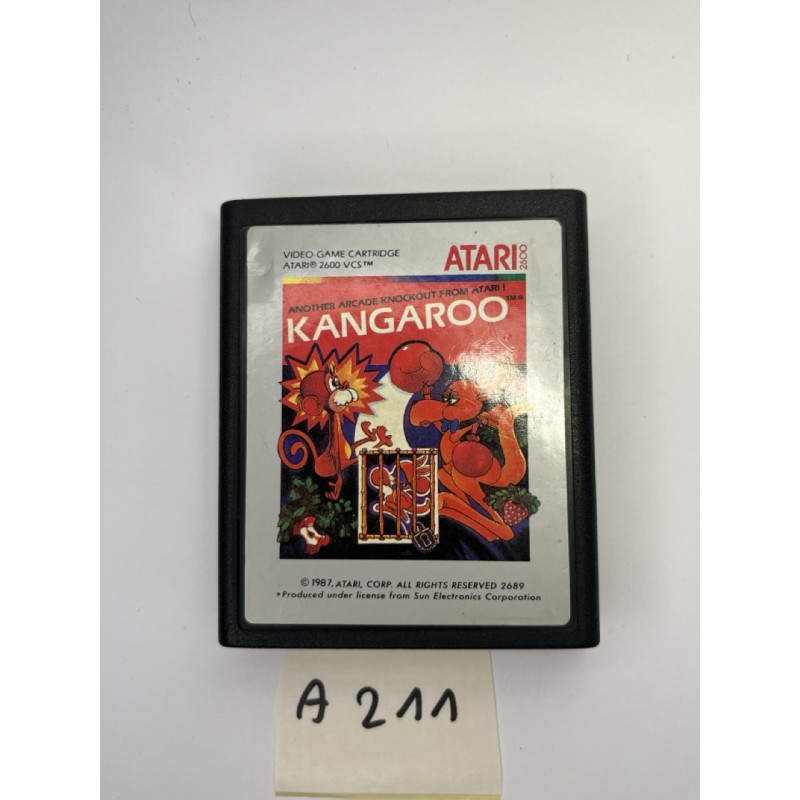 VIDEO GAME CARTRIDGE
ATARI® 2600 VCS™
ATARI 2600
ANOTHER ARCADE KNOCKOUT FROM ATARI!
KANGAROO™*
© 1987, ATARI, CORP. ALL RIGHTS RESERVED 2689
*Produced under license from Sun Electronics Corporation
A 211